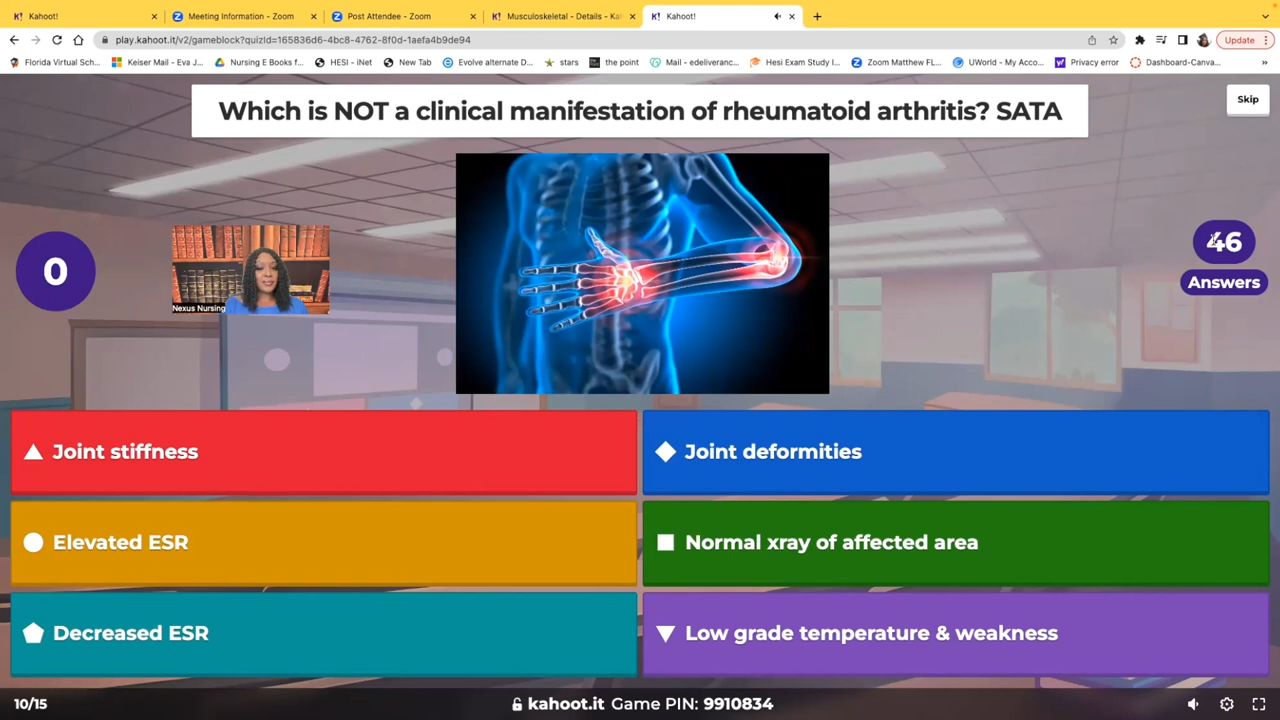 Kahoot!
Meeting Information - Zoom
Post Attendee - Zoom
Musculoskeletal - Details - Kah
Kahoot!
play.kahoot.it/v2/gameblock?quizId=165836d6-4bc8-4762-8f0d-1aefa4b9de94
Update
Florida Virtual Sch...
Keiser Mail - Eva J...
Nursing E Books f...
HESI - iNet
New Tab
Evolve alternate D...
stars
the point
Mail - edeliveranc...
Hesi Exam Study I...
Zoom Matthew FL...
UWorld - My Acco...
Privacy error
Dashboard-Canva...
Which is NOT a clinical manifestation of rheumatoid arthritis? SATA
Skip
0
Nexus Nursing
46
Answers
Joint stiffness
Joint deformities
Elevated ESR
Normal xray of affected area
Decreased ESR
Low grade temperature & weakness
10/15
kahoot.it Game PIN: 9910834